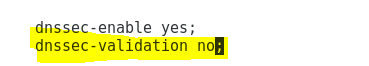 dnssec-enable yes;
dnssec-validation no;